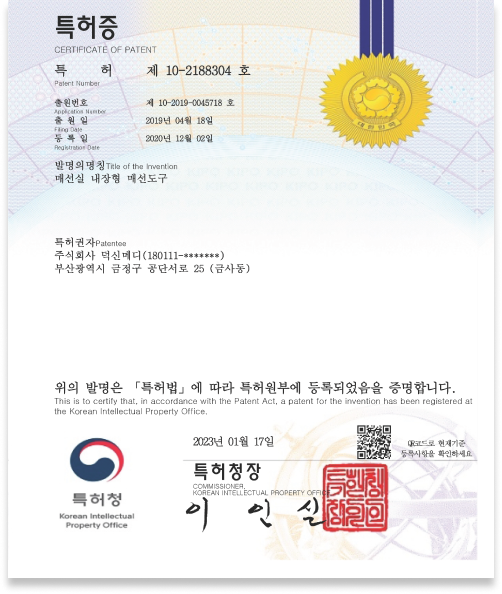 특허증
CERTIFICATE OF PATENT
특 허 제 10-2188304 호
Patent Number
출원번호 제 10-2019-0045718 호
Application Number
출 원 일 2019년 04월 18일
Filing Date
등 록 일 2020년 12월 02일
Registration Date
발명의명칭 Title of the Invention
매선실 내장형 매선도구
특허권자 Patentee
주식회사 덕신메디(180111-*******)
부산광역시 금정구 공단서로 25 (금사동)
위의 발명은 「특허법」에 따라 특허원부에 등록되었음을 증명합니다.
This is to certify that, in accordance with the Patent Act, a patent for the invention has been registered at
the Korean Intellectual Property Office.
2023년 01월 17일
QR코드로 현재기준
등록사항을 확인하세요
특허청장
COMMISSIONER,
KOREAN INTELLECTUAL PROPERTY OFFICE
이 인 실
특허청
Korean Intellectual
Property Office